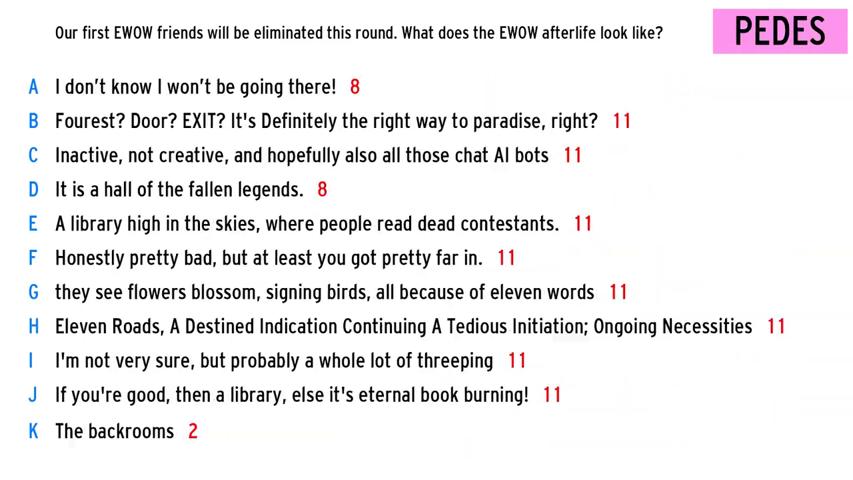 Our first EWOW friends will be eliminated this round. What does the EWOW afterlife look like?
PEDES
A I don't know I won't be going there! 8
B Fourest? Door? EXIT? It's Definitely the right way to paradise, right? 11
C Inactive, not creative, and hopefully also all those chat AI bots 11
D It is a hall of the fallen legends. 8
E A library high in the skies, where people read dead contestants. 11
F Honestly pretty bad, but at least you got pretty far in. 11
G they see flowers blossom, signing birds, all because of eleven words 11
H Eleven Roads, A Destined Indication Continuing A Tedious Initiation; Ongoing Necessities 11
I I'm not very sure, but probably a whole lot of threeping 11
J If you're good, then a library, else it's eternal book burning! 11
K The backrooms 2